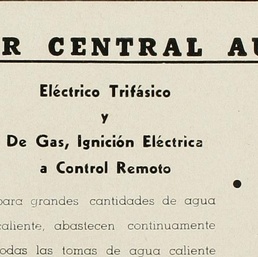 R CENTRAL AU
Eléctrico Trifásico
y
De Gas, Ignición Eléctrica
a Control Remoto
para grandes cantidades de agua
caliente, abastecen continuamente
todas las tomas de agua caliente